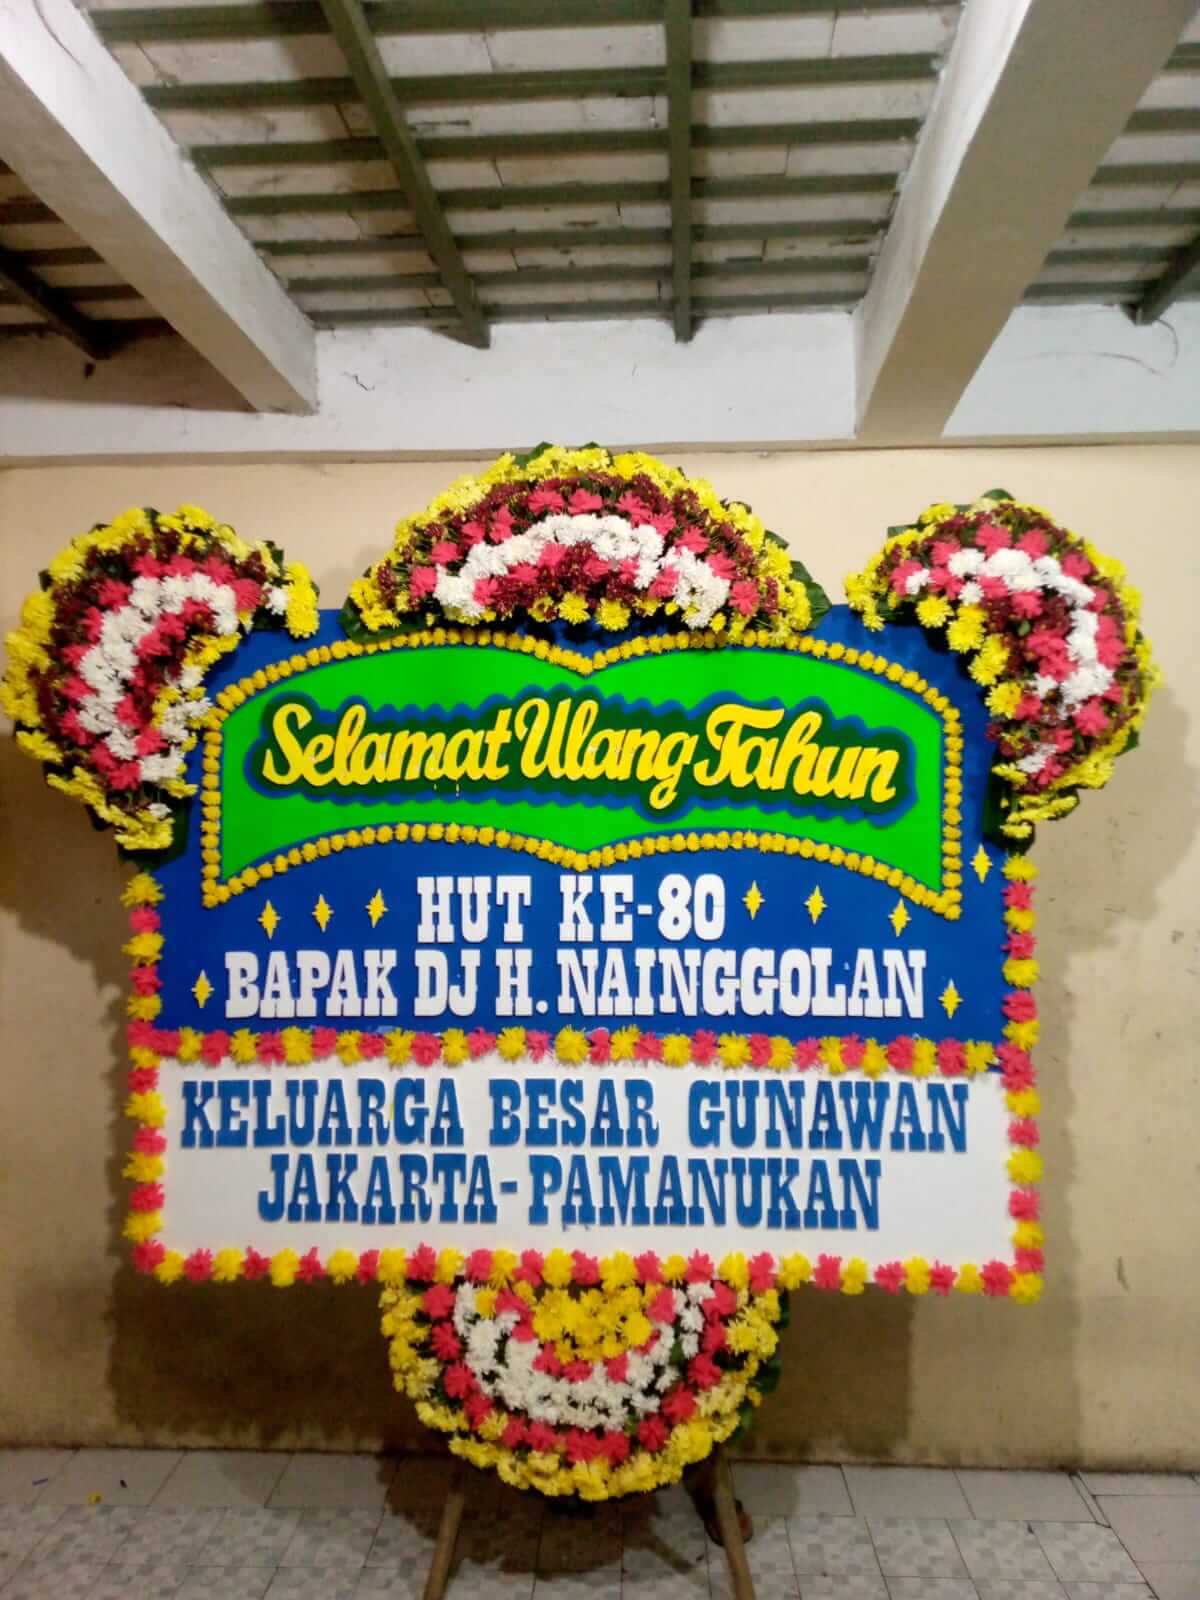 Selamat Ulang Tahun
HUT KE-80
BAPAK DJ H. NAINGGOLAN
KELUARGA BESAR GUNAWAN
JAKARTA-PAMANUKAN